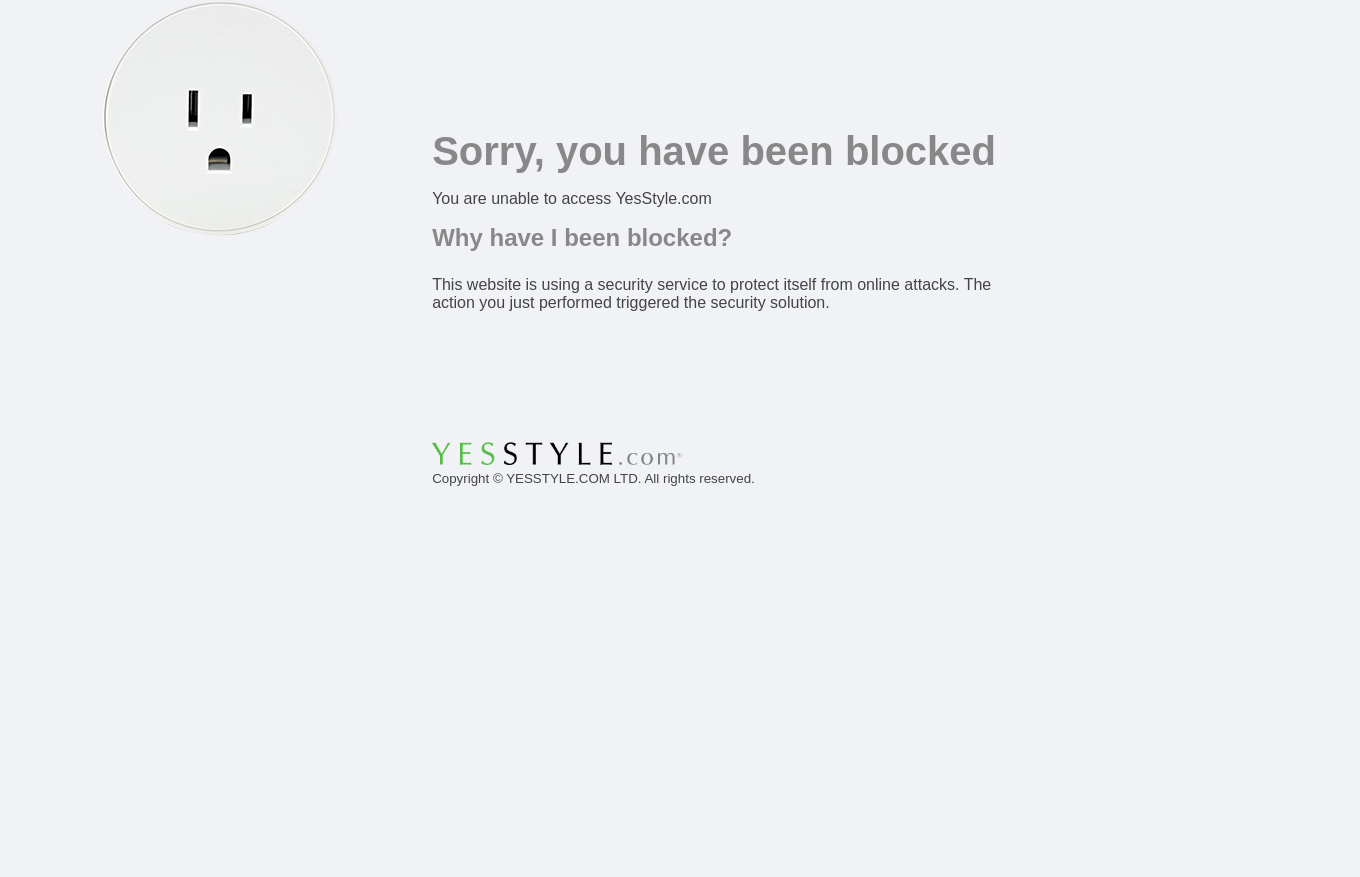 Sorry, you have been blocked
You are unable to access YesStyle.com
Why have I been blocked?
This website is using a security service to protect itself from online attacks. The
action you just performed triggered the security solution.
YESSTYLE.com®
Copyright © YESSTYLE.COM LTD. All rights reserved.